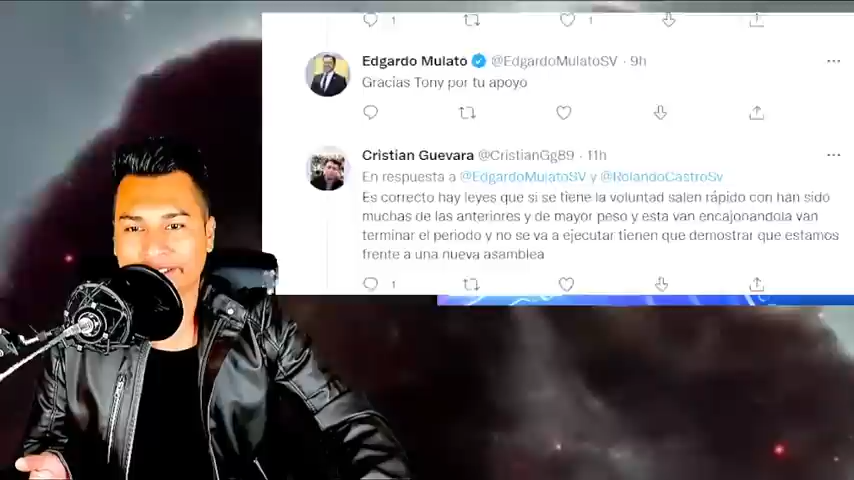 1 1
Edgardo Mulato @EdgardoMulatoSV · 9h
Gracias Tony por tu apoyo
Cristian Guevara @CristianGg89 · 11h
En respuesta a @EdgardoMulatoSV y @RolandoCastroSv
Es correcto hay leyes que si se tiene la voluntad salen rápido con han sido
muchas de las anteriores y de mayor peso y esta van encajonandola van
terminar el periodo y no se va a ejecutar tienen que demostrar que estamos
frente a una nueva asamblea
1